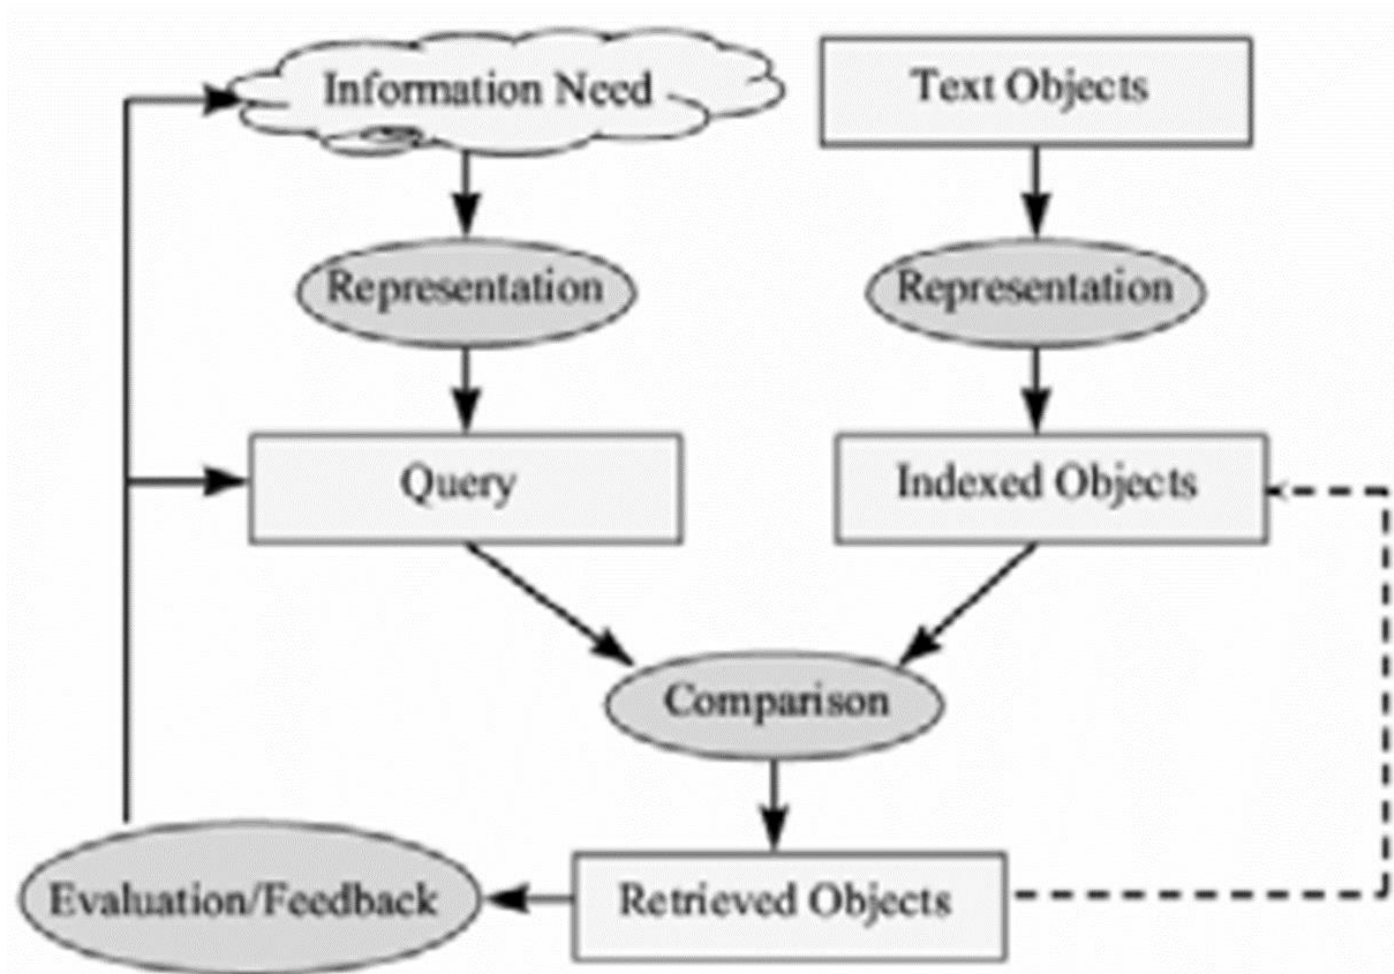 Information Need
Text Objects
Representation
Representation
Query
Indexed Objects
Comparison
Evaluation/Feedback
Retrieved Objects